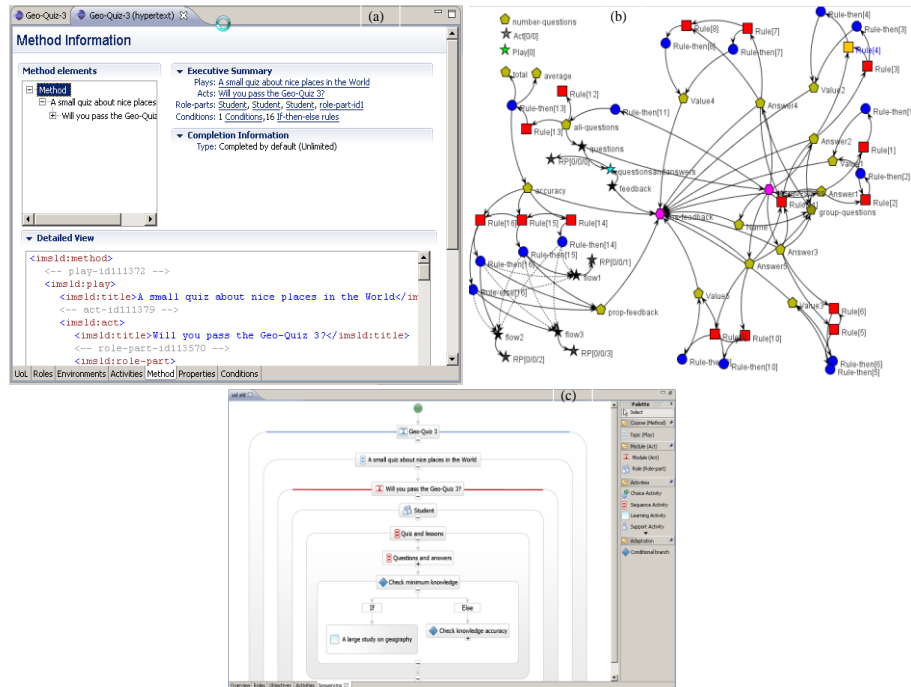 Geo-Quiz-3
Geo-Quiz-3 (hypertext)
(a)
Method Information
Method elements
Method
A small quiz about nice places
Will you pass the Geo-Quiz
Executive Summary
Plays: A small quiz about nice places in the World
Acts: Will you pass the Geo-Quiz 3?
Role-parts: Student, Student, Student, role-part-id1
Conditions: 1 Conditions,16 If-then-else rules
Completion Information
Type: Completed by default (Unlimited)
Detailed View
<imsld:method>
<!-- play-id111372 -->
<imsld:play>
<imsld:title>A small quiz about nice places in the World</im
<!-- act-id111379 -->
<imsld:act>
<imsld:title>Will you pass the Geo-Quiz 3?</imsld:title>
<!-- role-part-id113570 -->
<imsld:role-part>
UoL Roles Environments Activities Method Properties Conditions
(b)
number-questions
Act[0/0]
Play[0]
total
average
Rule[12]
Rule-then[13]
Rule[13]
all-questions
Rule-then[11]
questions
RP[0/0/0]
questionsandanswers
feedback
accuracy
Rule[16]
Rule[15]
Rule[14]
Rule-then[14]
Rule-then[15]
Rule-then[16]
RP[0/0/1]
flow1
Rule-else[16]
flow2
flow3
RP[0/0/2]
RP[0/0/3]
prop-feedback
Rule[8]
Rule[7]
Rule-then[8]
Rule-then[7]
Value4
Answer4
Rule-then[4]
Rule-then[3]
Rule[4]
Rule[3]
Value2
Answer2
Value1
Rule[1]
Rule-then[2]
Rule[2]
Answer1
group-questions
Name1
Answer3
Answer5
Value5
Value3
Rule[10]
Rule-then[10]
Rule[6]
Rule[5]
Rule-then[6]
Rule-then[5]
(c)
Geo-Quiz 3
A small quiz about nice places in the World
Will you pass the Geo-Quiz 3?
Student
Quiz and lessons
Questions and answers
Check minimum knowledge
If
Else
A large study on geography
Check knowledge accuracy
Palette
Select
Course (Method)
Topic (Play)
Module (Act)
Module (Act)
Role (Role-part)
Activities
Choice Activity
Sequence Activity
Learning Activity
Support Activity
Adaptation
Conditional branch
Overview Roles Objectives Activities Sequencing